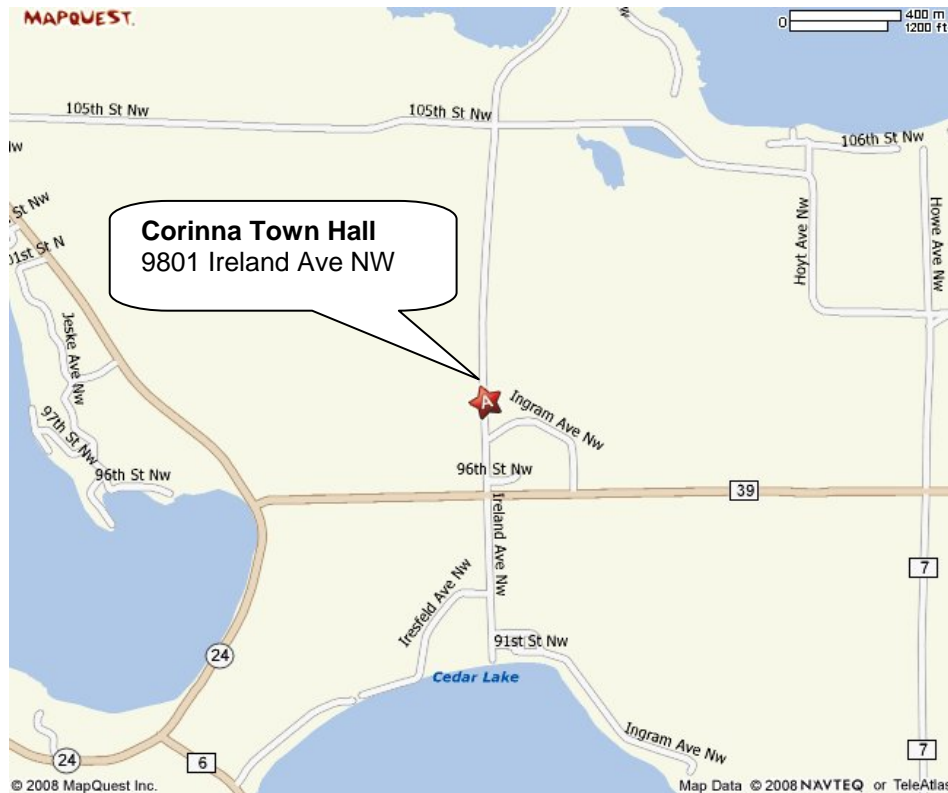 MAPQUEST.
0
400 m
1200 ft
105th St Nw
105th St Nw
106th St Nw
Howe Ave Nw
Hoyt Ave Nw
Corinna Town Hall
9801 Ireland Ave NW
Jeske Ave Nw
97th St Nw
96th St Nw
A
Ingram Ave Nw
96th St Nw
39
Ireland Ave Nw
7
Iresfeld Ave Nw
91st St Nw
24
Cedar Lake
Ingram Ave Nw
24
6
7
© 2008 MapQuest Inc.
Map Data © 2008 NAVTEQ or TeleAtlas